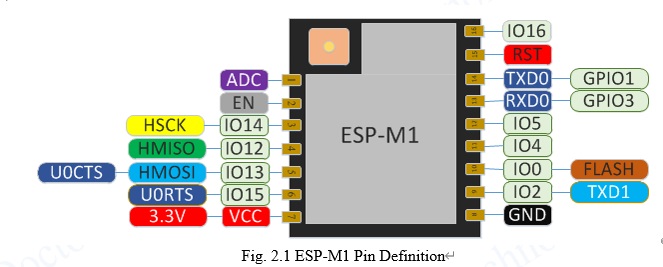 IO16
RST
ADC TXD0 GPIO1
EN RXD0 GPIO3
HSCK IO14 IO5
ESP-M1
HMISO IO12 IO4
U0CTS HMOSI IO13 IO0 FLASH
U0RTS IO15 IO2 TXD1
3.3V VCC GND
Fig. 2.1 ESP-M1 Pin Definition